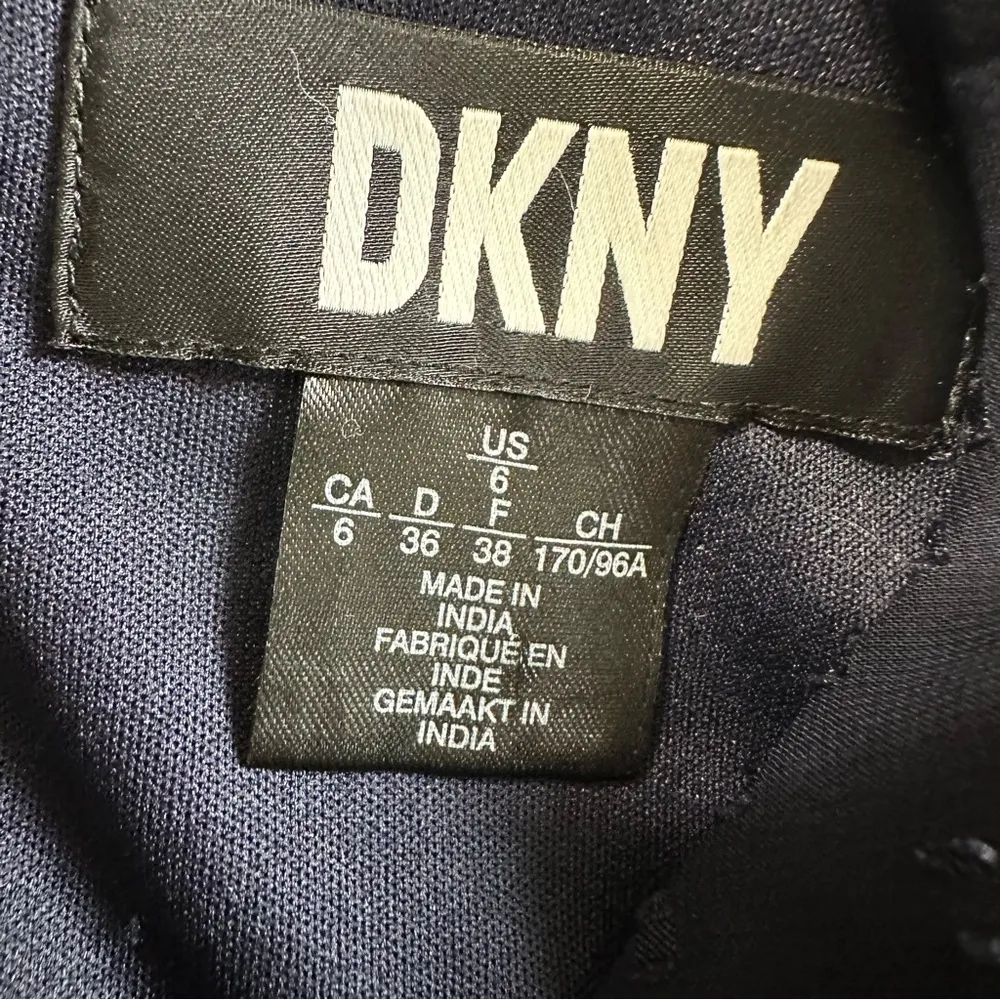 DKNY
US
6
CA D F CH
6 36 38 170/96A
MADE IN
INDIA
FABRIQUÉ EN
INDE
GEMAAKT IN
INDIA